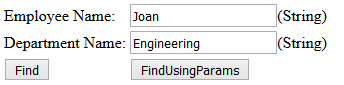 Employee Name: Joan (String)
Department Name: Engineering (String)
Find FindUsingParams